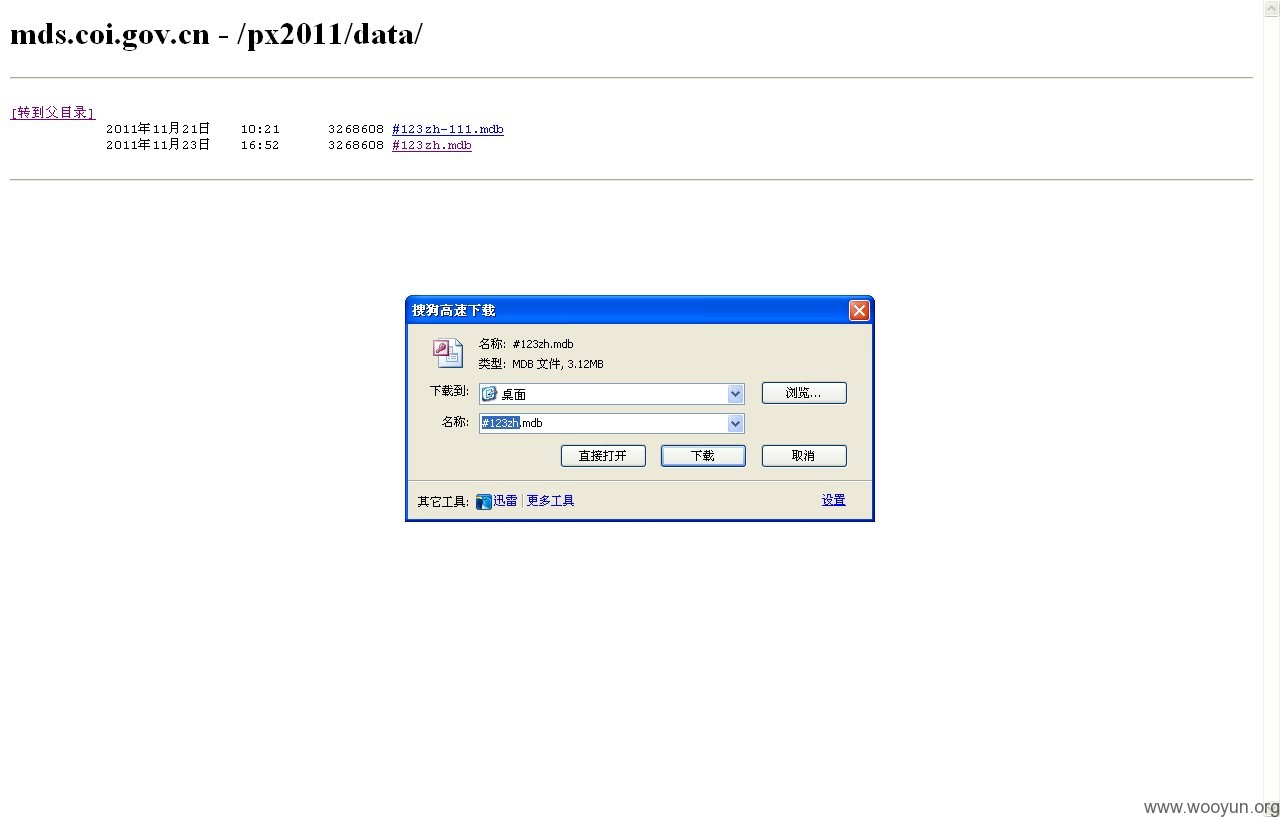 mds.coi.gov.cn - /px2011/data/
[转到父目录]
2011年11月21日 10:21 3268608 #123zh-111.mdb
2011年11月23日 16:52 3268608 #123zh.mdb
搜狗高速下载
名称: #123zh.mdb
类型: MDB 文件, 3.12MB
下载到: 桌面 浏览...
名称: #123zh.mdb
直接打开 下载 取消
其它工具: 迅雷 更多工具 设置
www.wooyun.org